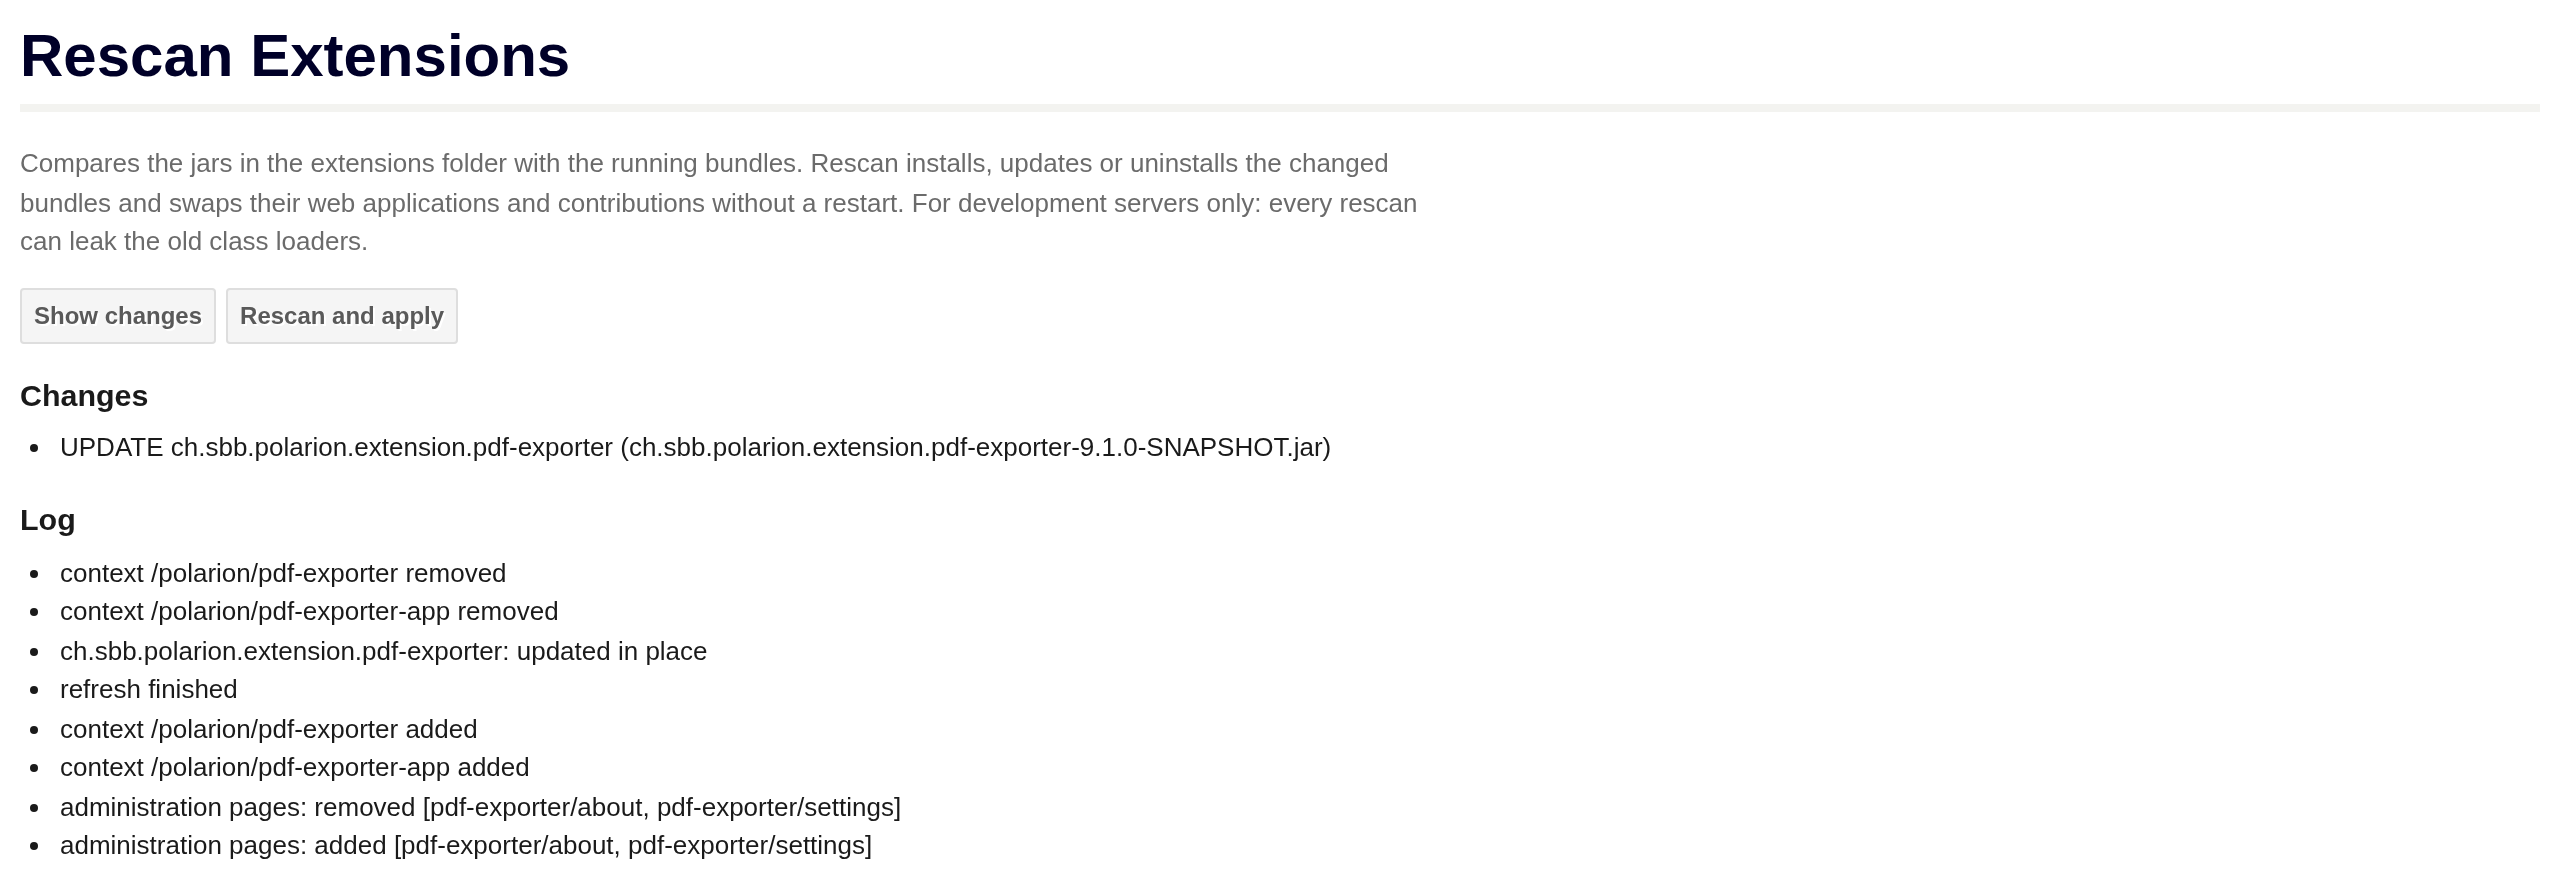 Rescan Extensions
Compares the jars in the extensions folder with the running bundles. Rescan installs, updates or uninstalls the changed
bundles and swaps their web applications and contributions without a restart. For development servers only: every rescan
can leak the old class loaders.
Show changes Rescan and apply
Changes
• UPDATE ch.sbb.polarion.extension.pdf-exporter (ch.sbb.polarion.extension.pdf-exporter-9.1.0-SNAPSHOT.jar)
Log
• context /polarion/pdf-exporter removed
• context /polarion/pdf-exporter-app removed
• ch.sbb.polarion.extension.pdf-exporter: updated in place
• refresh finished
• context /polarion/pdf-exporter added
• context /polarion/pdf-exporter-app added
• administration pages: removed [pdf-exporter/about, pdf-exporter/settings]
• administration pages: added [pdf-exporter/about, pdf-exporter/settings]